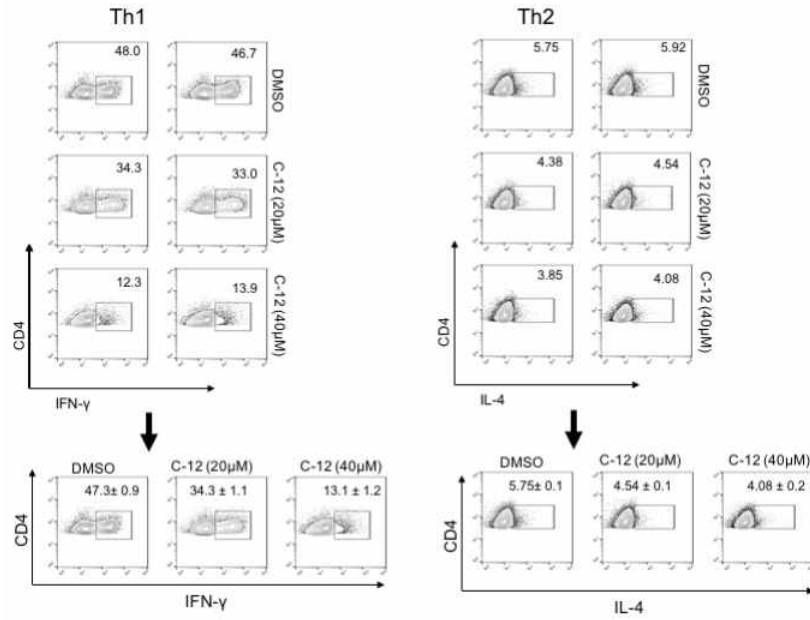 Th1
Th2
48.0
46.7
DMSO
5.75
5.92
DMSO
34.3
33.0
C-12 (20μM)
4.38
4.54
C-12 (20μM)
12.3
13.9
C-12 (40μM)
3.85
4.08
C-12 (40μM)
CD4
IFN-γ
CD4
IL-4
DMSO
C-12 (20μM)
C-12 (40μM)
47.3± 0.9
34.3 ± 1.1
13.1 ± 1.2
CD4
IFN-γ
DMSO
C-12 (20μM)
C-12 (40μM)
5.75± 0.1
4.54 ± 0.1
4.08 ± 0.2
CD4
IL-4